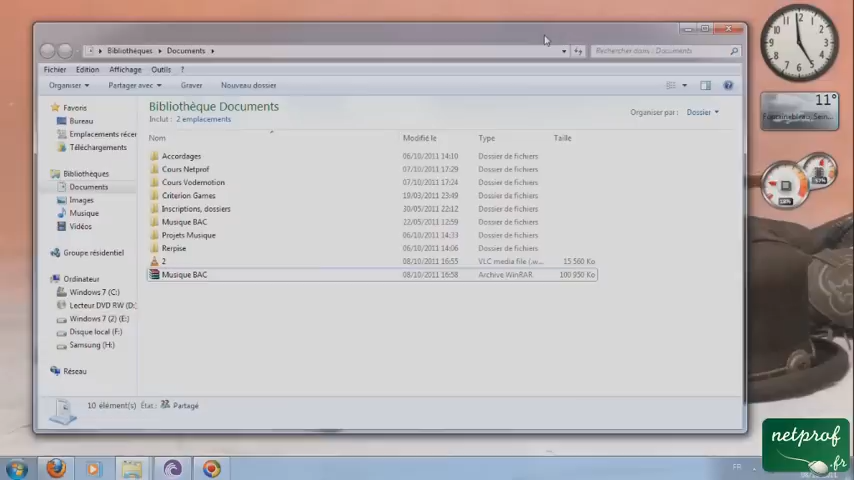 Bibliothèques ▸ Documents ▸
Rechercher dans : Documents
Fichier Edition Affichage Outils ?
Organiser Partager avec Graver Nouveau dossier
Bibliothèque Documents
Inclut : 2 emplacements
Organiser par : Dossier
Nom Modifié le Type Taille
Accordages 06/10/2011 14:10 Dossier de fichiers
Cours Netprof 07/10/2011 17:29 Dossier de fichiers
Cours Vodemotion 07/10/2011 17:24 Dossier de fichiers
Criterion Games 19/03/2011 23:49 Dossier de fichiers
Inscriptions, dossiers 30/05/2011 22:12 Dossier de fichiers
Musique BAC 22/05/2011 12:59 Dossier de fichiers
Projets Musique 06/10/2011 14:33 Dossier de fichiers
Rerpise 06/10/2011 14:06 Dossier de fichiers
2 08/10/2011 16:55 VLC media file (.w... 15 560 Ko
Musique BAC 08/10/2011 16:58 Archive WinRAR 100 950 Ko
Favoris
Bureau
Emplacements récer
Téléchargements
Bibliothèques
Documents
Images
Musique
Vidéos
Groupe résidentiel
Ordinateur
Windows 7 (C:)
Lecteur DVD RW (D:
Windows 7 (2) (E:)
Disque local (F:)
Samsung (H:)
Réseau
10 élément(s) État : Partagé
11°
FR
netprof
.fr